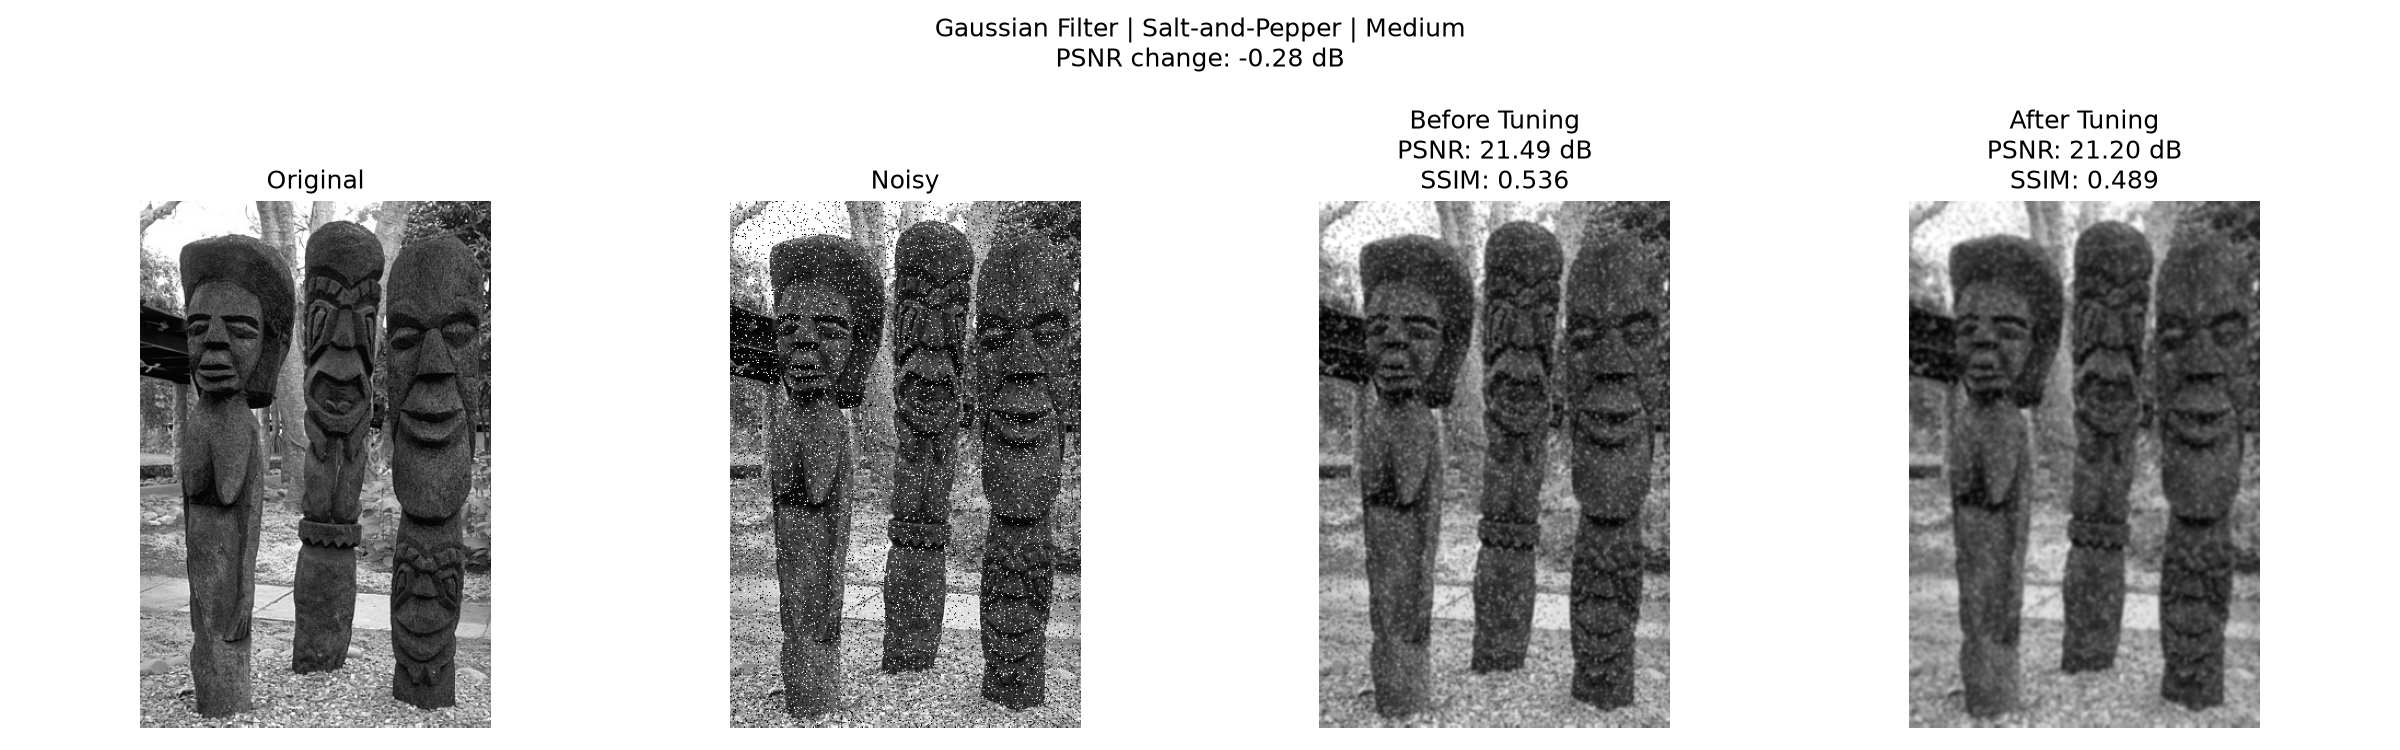 Gaussian Filter | Salt-and-Pepper | Medium
PSNR change: -0.28 dB
Original
Noisy
Before Tuning
PSNR: 21.49 dB
SSIM: 0.536
After Tuning
PSNR: 21.20 dB
SSIM: 0.489